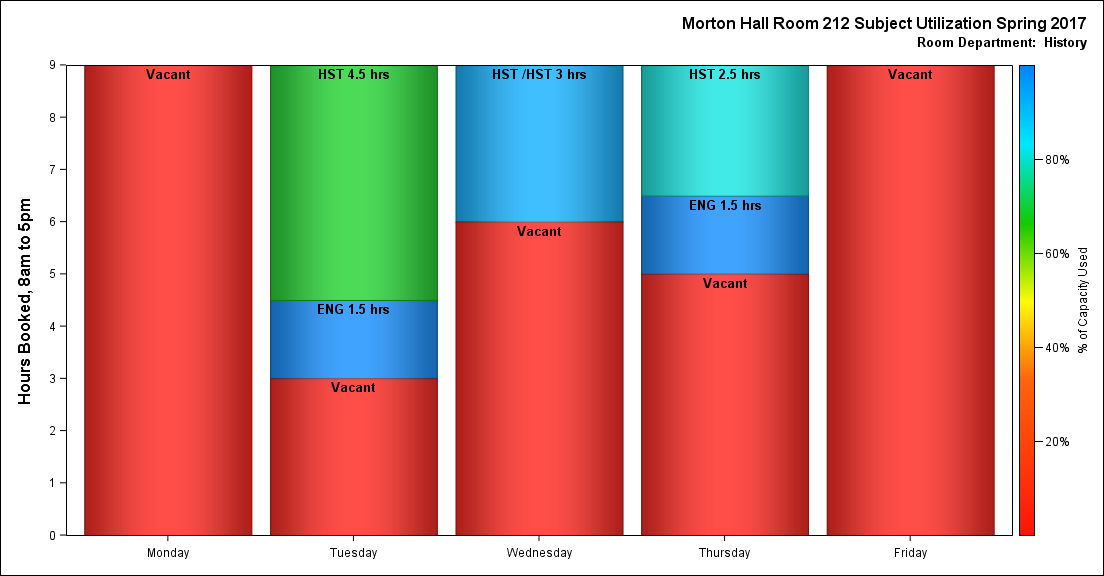 Morton Hall Room 212 Subject Utilization Spring 2017
Room Department:  History
Hours Booked, 8am to 5pm
9
8
7
6
5
4
3
2
1
0
Vacant
HST 4.5 hrs
ENG 1.5 hrs
Vacant
HST /HST 3 hrs
Vacant
HST 2.5 hrs
ENG 1.5 hrs
Vacant
Vacant
Monday
Tuesday
Wednesday
Thursday
Friday
80%
60%
40%
20%
% of Capacity Used